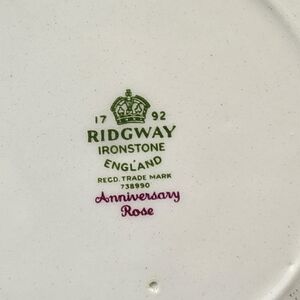 17 92
RIDGWAY
IRONSTONE
ENGLAND
REGD. TRADE MARK
738990
Anniversary
Rose